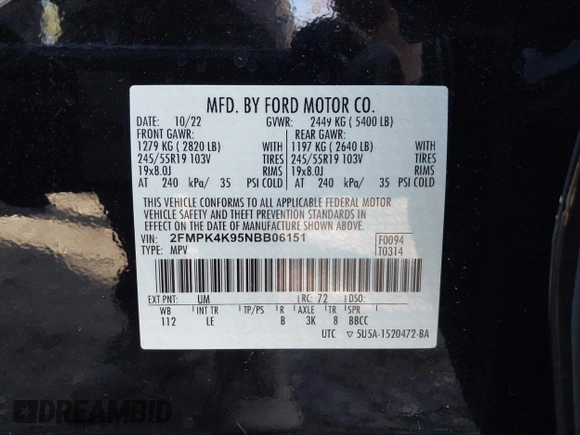 MFD. BY FORD MOTOR CO.
DATE: 10/22 GVWR: 2449 KG ( 5400 LB)
FRONT GAWR: REAR GAWR:
1279 KG ( 2820 LB) WITH 1197 KG ( 2640 LB) WITH
245/55R19 103V TIRES 245/55R19 103V TIRES
19x8.0J RIMS 19x8.0J RIMS
AT 240 kPa/ 35 PSI COLD AT 240 kPa/ 35 PSI COLD
THIS VEHICLE CONFORMS TO ALL APPLICABLE FEDERAL MOTOR
VEHICLE SAFETY AND THEFT PREVENTION STANDARDS IN
EFFECT ON THE DATE OF MANUFACTURE SHOWN ABOVE.
VIN: 2FMPK4K95NBB06151 F0094
TYPE: MPV T0314
EXT PNT: UM RC: 72 DSO:
WB INT TR TP/PS R AXLE TR SPR
112 LE B 3K 8 BBCC
UTC 5U5A-1520472-BA
DREAMBID